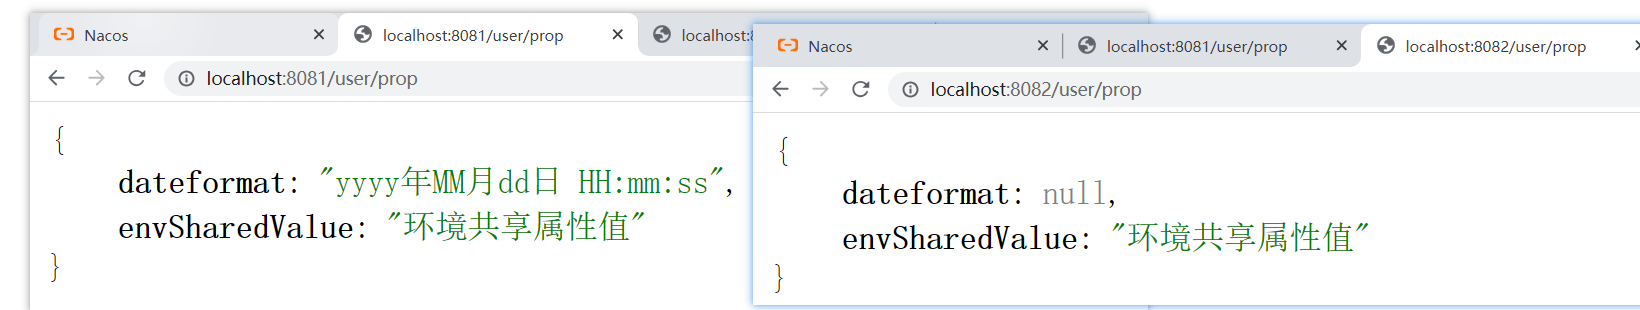 Nacos
localhost:8081/user/prop
localhost:8
localhost:8081/user/prop
{
dateformat: "yyyy年MM月dd日 HH:mm:ss",
envSharedValue: "环境共享属性值"
}
Nacos
localhost:8081/user/prop
localhost:8082/user/prop
localhost:8082/user/prop
{
dateformat: null,
envSharedValue: "环境共享属性值"
}